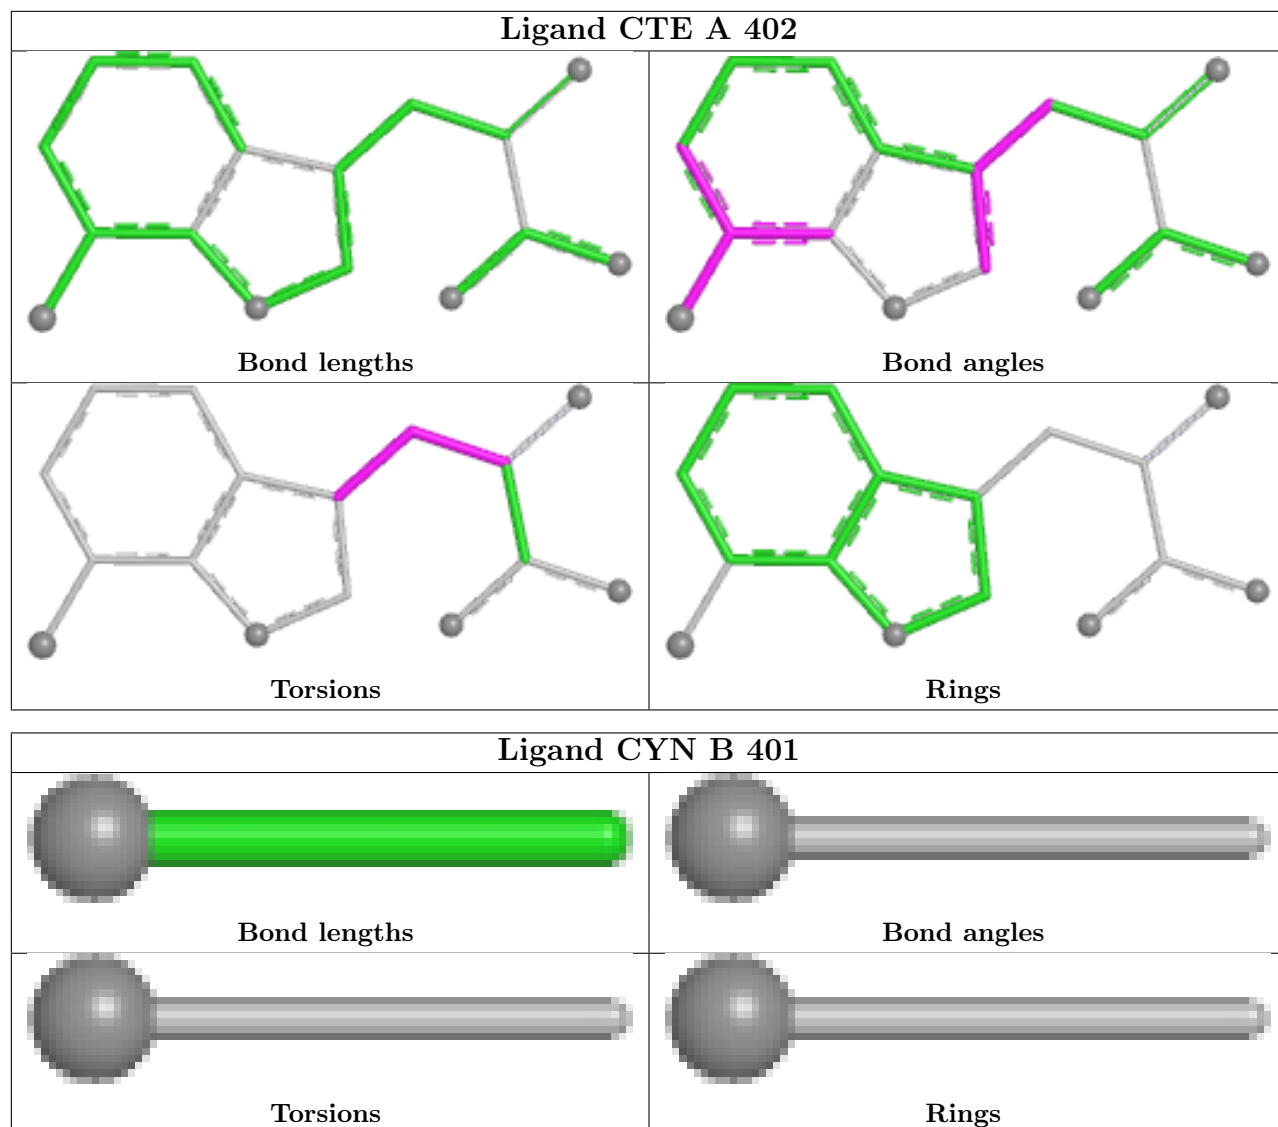 Ligand CTE A 402
Bond lengths
Bond angles
Torsions
Rings
Ligand CYN B 401
Bond lengths
Bond angles
Torsions
Rings